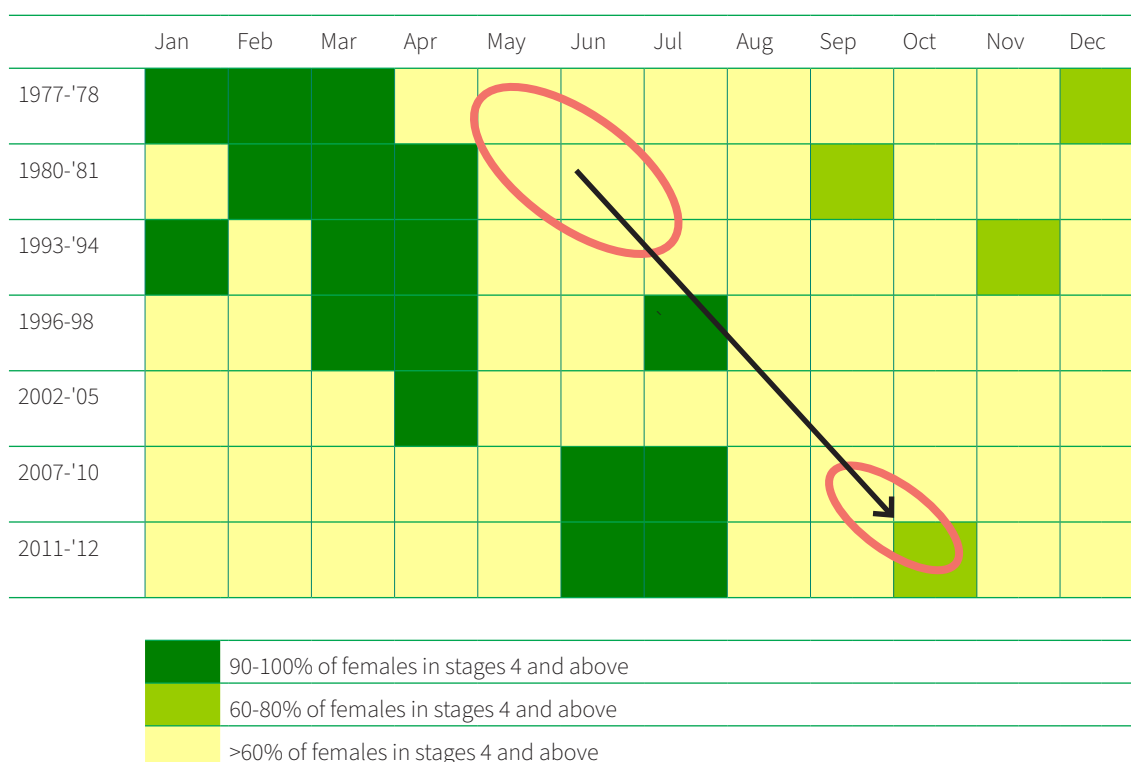 Jan Feb Mar Apr May Jun Jul Aug Sep Oct Nov Dec
1977-'78
1980-'81
1993-'94
1996-98
2002-'05
2007-'10
2011-'12
90-100% of females in stages 4 and above
60-80% of females in stages 4 and above
>60% of females in stages 4 and above